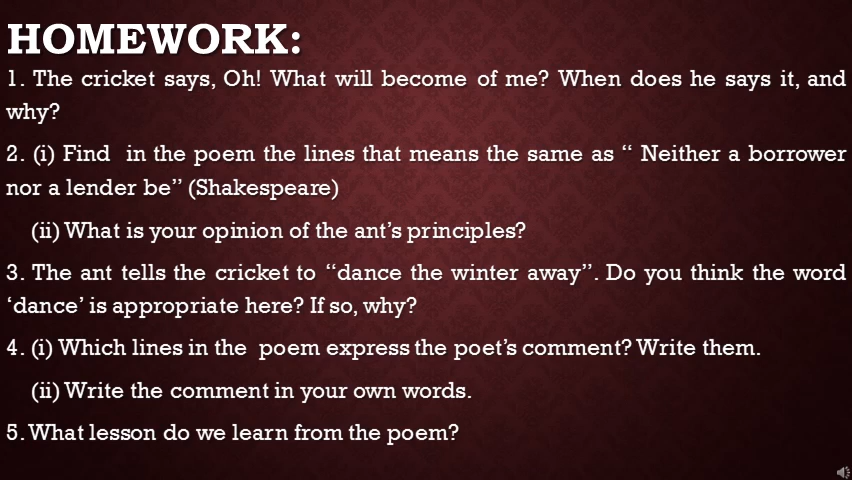 HOMEWORK:
1. The cricket says, Oh! What will become of me? When does he says it, and
why?
2. (i) Find in the poem the lines that means the same as “ Neither a borrower
nor a lender be” (Shakespeare)
(ii) What is your opinion of the ant’s principles?
3. The ant tells the cricket to “dance the winter away”. Do you think the word
‘dance’ is appropriate here? If so, why?
4. (i) Which lines in the poem express the poet’s comment? Write them.
(ii) Write the comment in your own words.
5. What lesson do we learn from the poem?